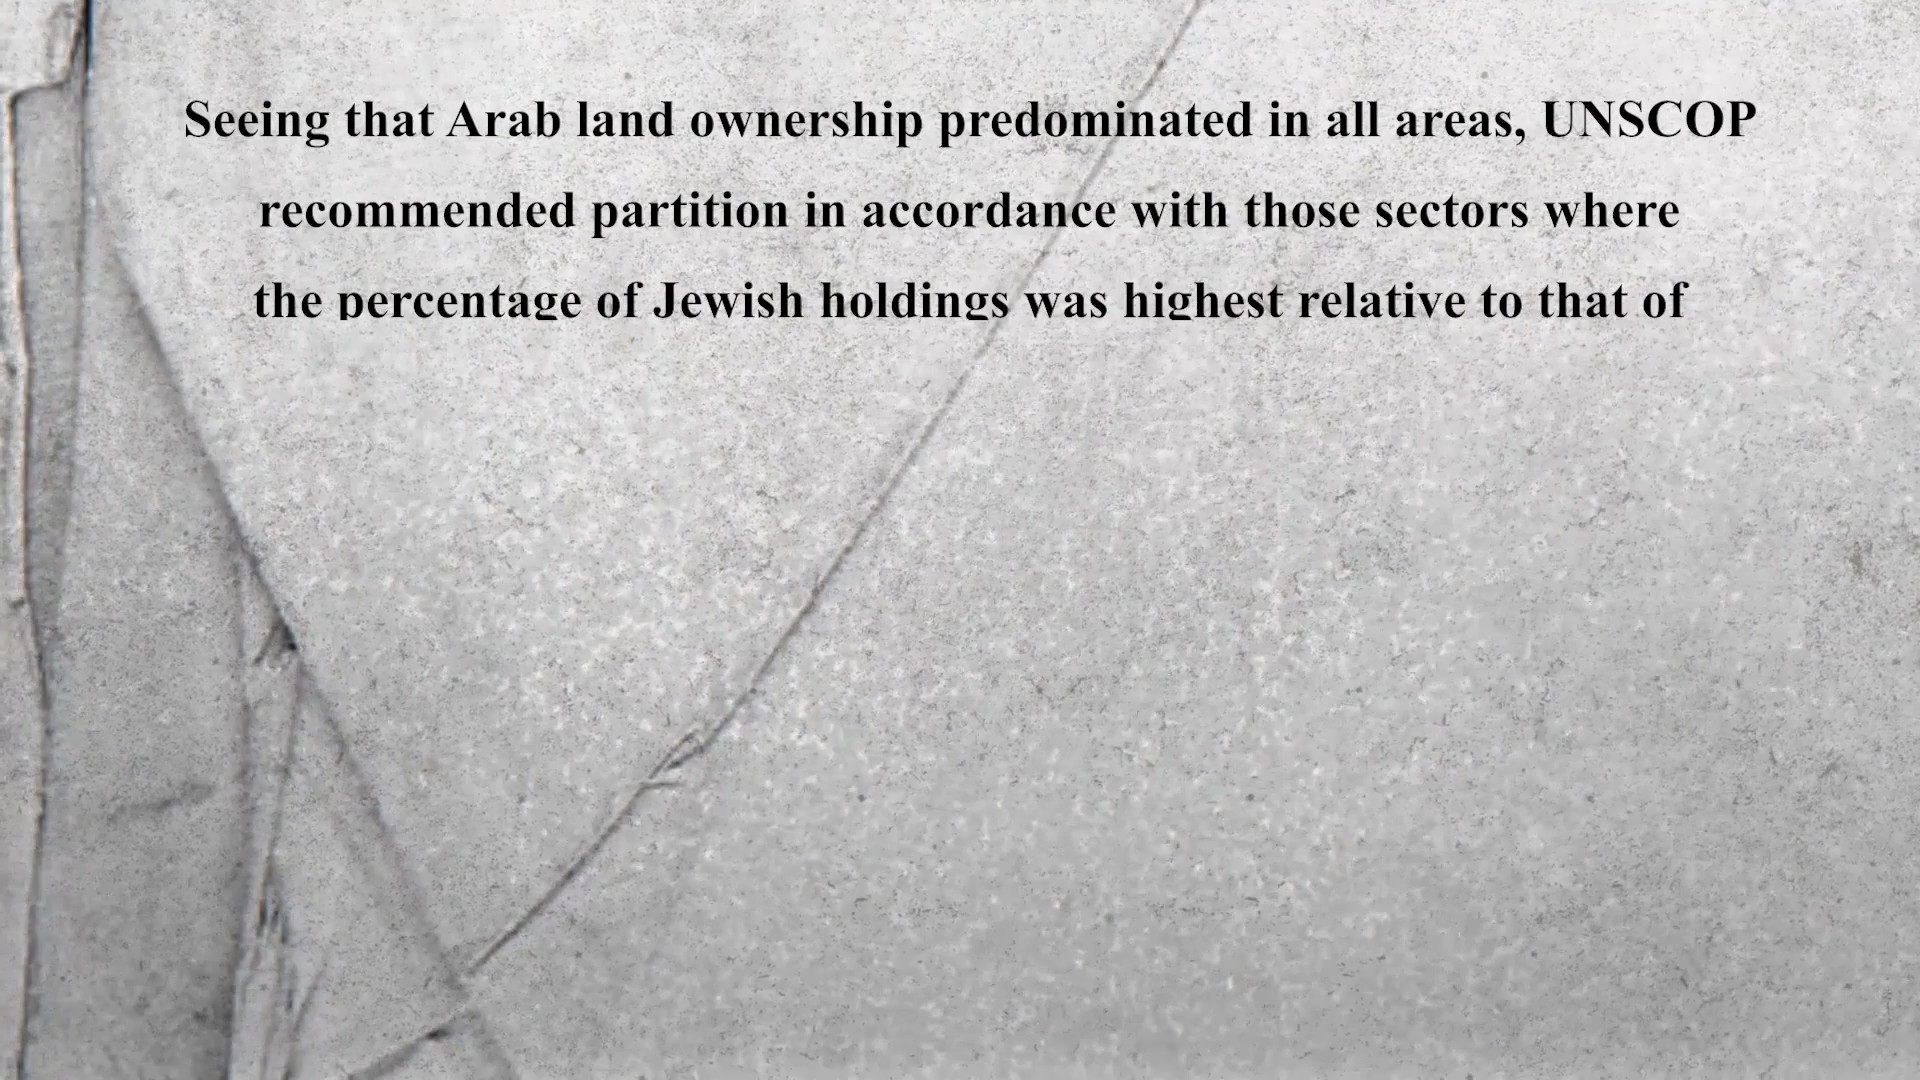 Seeing that Arab land ownership predominated in all areas, UNSCOP
recommended partition in accordance with those sectors where
the percentage of Jewish holdings was highest relative to that of